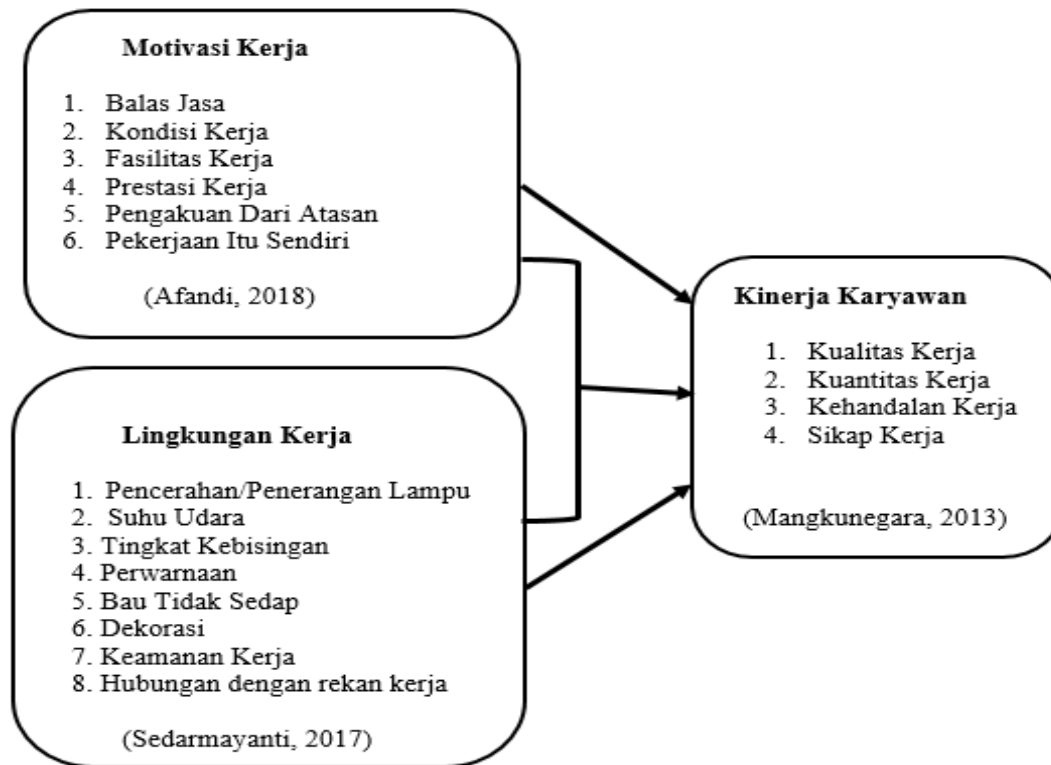 Motivasi Kerja
1. Balas Jasa
2. Kondisi Kerja
3. Fasilitas Kerja
4. Prestasi Kerja
5. Pengakuan Dari Atasan
6. Pekerjaan Itu Sendiri
(Afandi, 2018)
Lingkungan Kerja
1. Pencerahan/Penerangan Lampu
2. Suhu Udara
3. Tingkat Kebisingan
4. Perwarnaan
5. Bau Tidak Sedap
6. Dekorasi
7. Keamanan Kerja
8. Hubungan dengan rekan kerja
(Sedarmayanti, 2017)
Kinerja Karyawan
1. Kualitas Kerja
2. Kuantitas Kerja
3. Kehandalan Kerja
4. Sikap Kerja
(Mangkunegara, 2013)